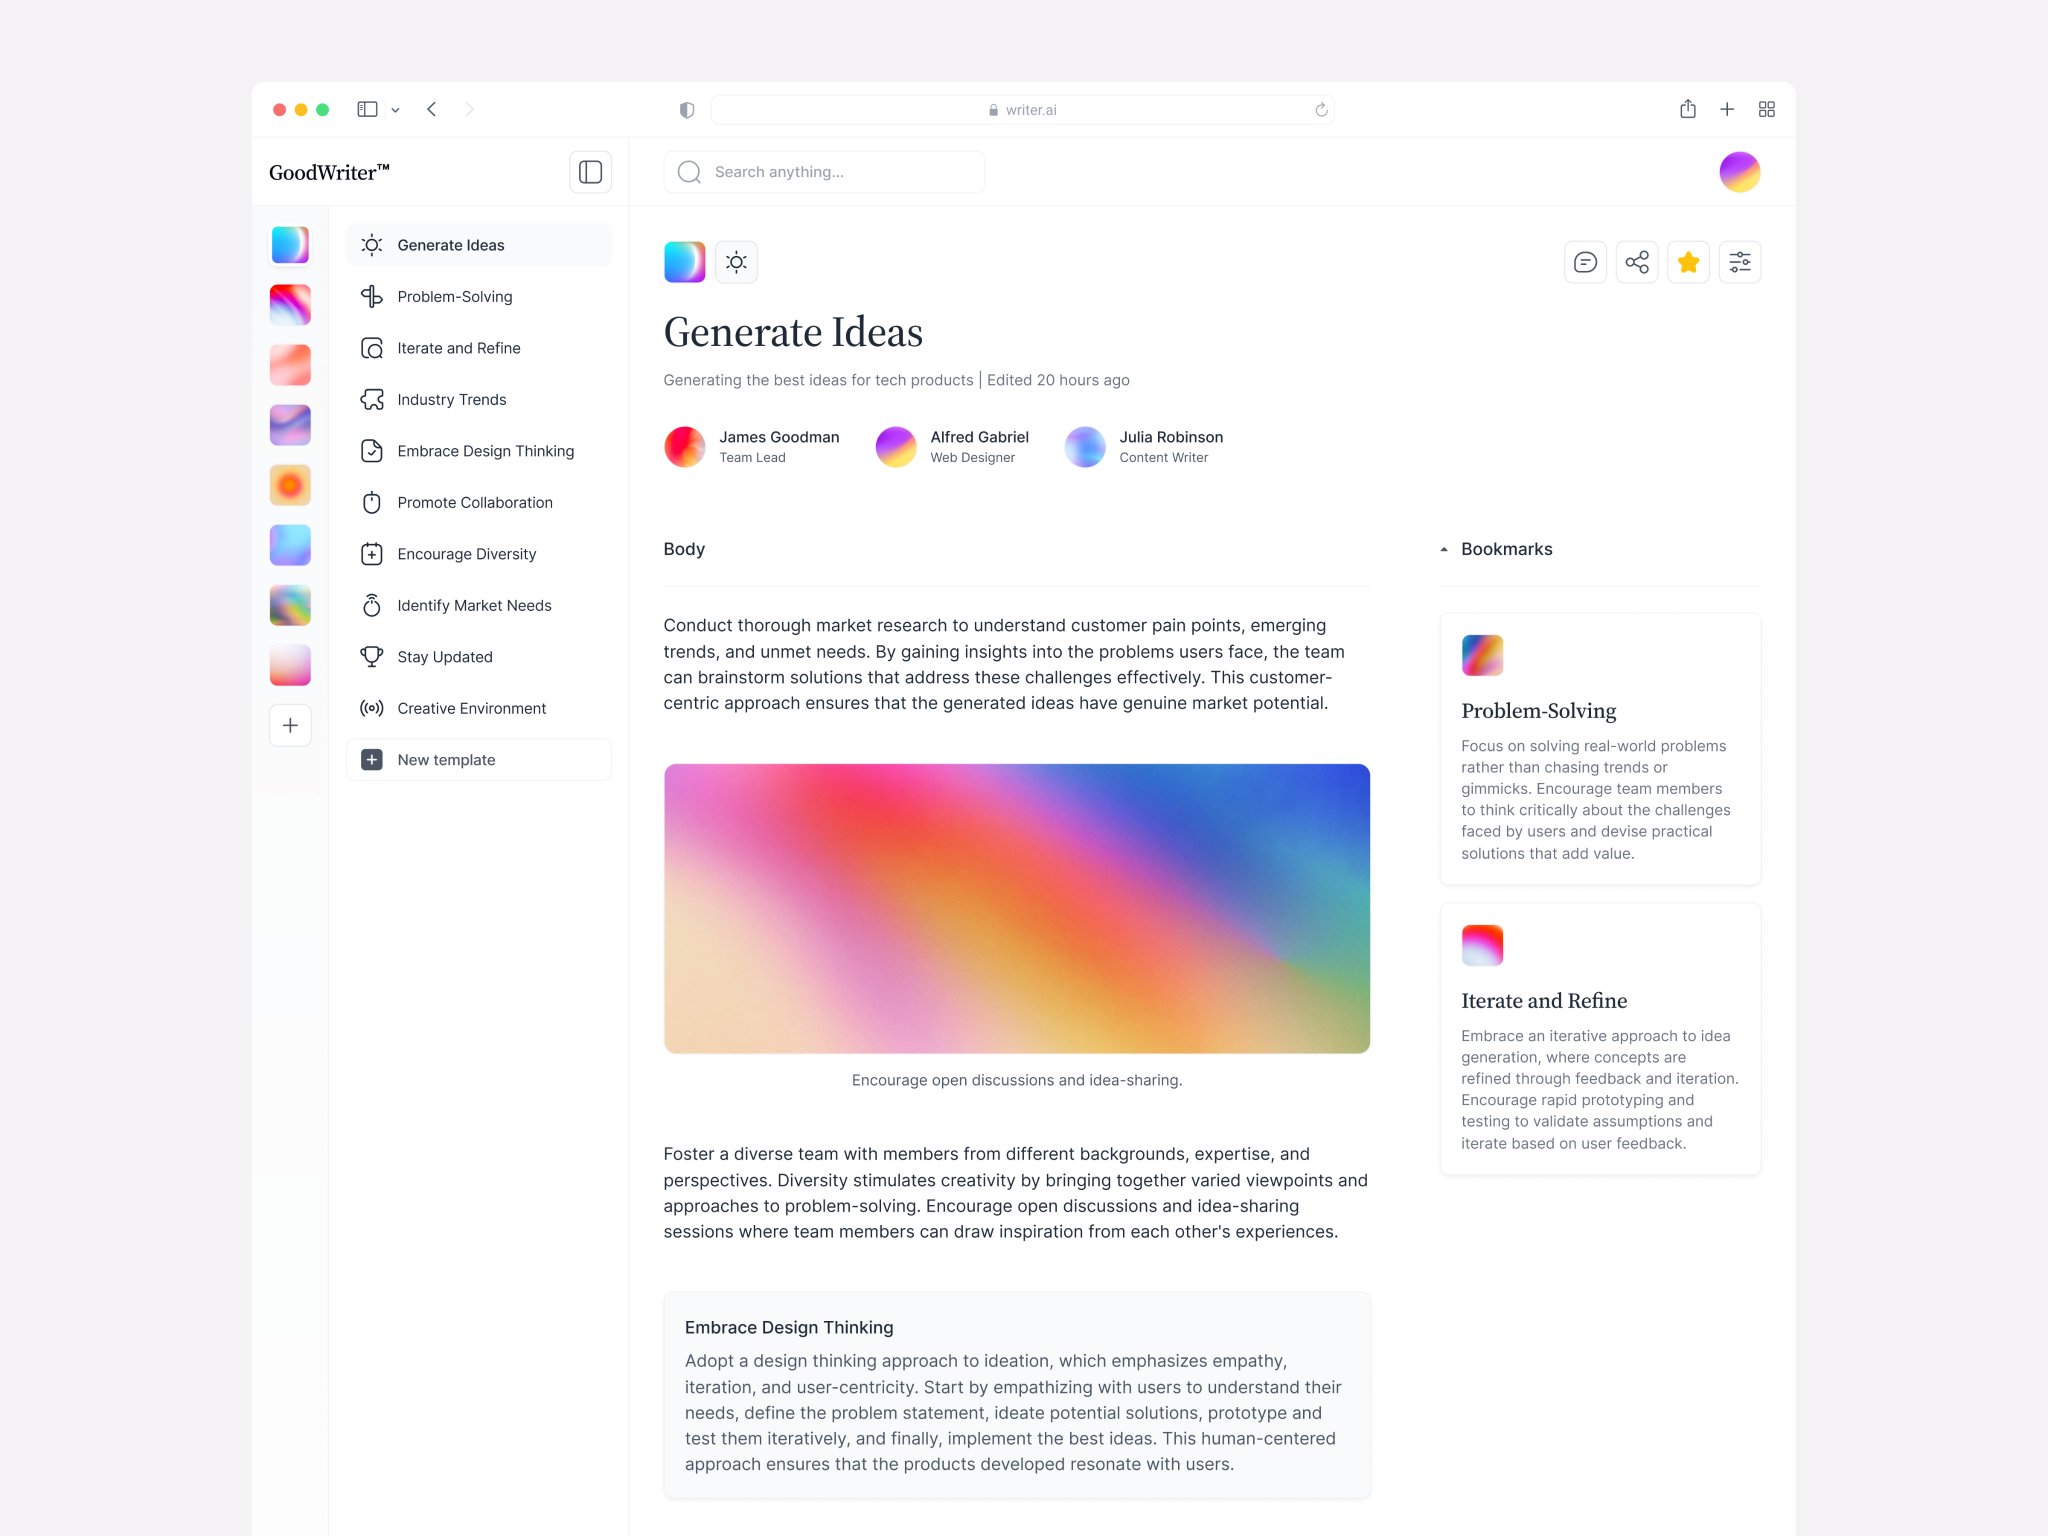 writer.ai
GoodWriter™
Search anything...
Generate Ideas
Problem-Solving
Iterate and Refine
Industry Trends
Embrace Design Thinking
Promote Collaboration
Encourage Diversity
Identify Market Needs
Stay Updated
Creative Environment
New template
Generate Ideas
Generating the best ideas for tech products | Edited 20 hours ago
James Goodman
Team Lead
Alfred Gabriel
Web Designer
Julia Robinson
Content Writer
Body
Conduct thorough market research to understand customer pain points, emerging
trends, and unmet needs. By gaining insights into the problems users face, the team
can brainstorm solutions that address these challenges effectively. This customer-
centric approach ensures that the generated ideas have genuine market potential.
Encourage open discussions and idea-sharing.
Foster a diverse team with members from different backgrounds, expertise, and
perspectives. Diversity stimulates creativity by bringing together varied viewpoints and
approaches to problem-solving. Encourage open discussions and idea-sharing
sessions where team members can draw inspiration from each other's experiences.
Embrace Design Thinking
Adopt a design thinking approach to ideation, which emphasizes empathy,
iteration, and user-centricity. Start by empathizing with users to understand their
needs, define the problem statement, ideate potential solutions, prototype and
test them iteratively, and finally, implement the best ideas. This human-centered
approach ensures that the products developed resonate with users.
Bookmarks
Problem-Solving
Focus on solving real-world problems
rather than chasing trends or
gimmicks. Encourage team members
to think critically about the challenges
faced by users and devise practical
solutions that add value.
Iterate and Refine
Embrace an iterative approach to idea
generation, where concepts are
refined through feedback and iteration.
Encourage rapid prototyping and
testing to validate assumptions and
iterate based on user feedback.